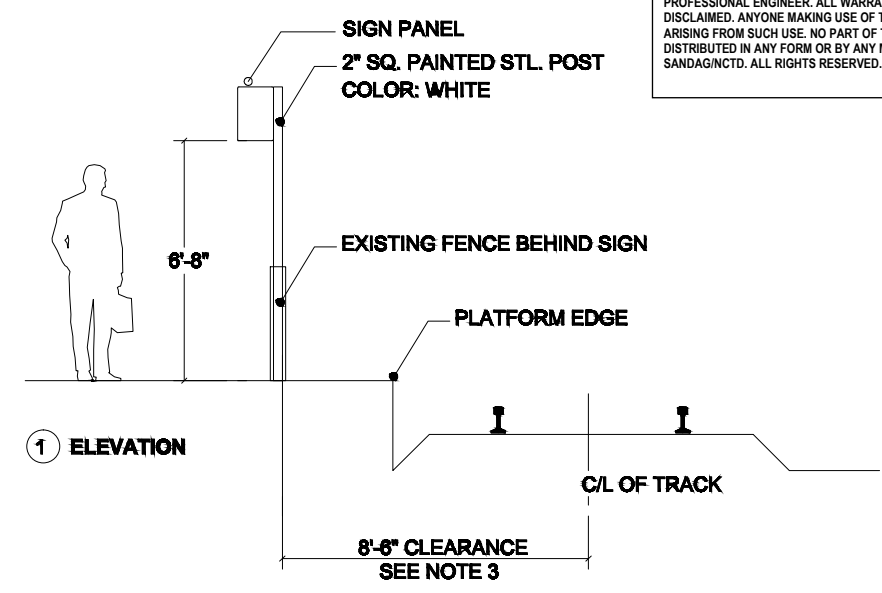 PROFESSIONAL ENGINEER. ALL WARRA
DISCLAIMED. ANYONE MAKING USE OF T
ARISING FROM SUCH USE. NO PART OF T
DISTRIBUTED IN ANY FORM OR BY ANY M
SANDAG/NCTD. ALL RIGHTS RESERVED.
SIGN PANEL
2" SQ. PAINTED STL. POST
COLOR: WHITE
6'-8"
EXISTING FENCE BEHIND SIGN
PLATFORM EDGE
1 ELEVATION
C/L OF TRACK
8'-6" CLEARANCE
SEE NOTE 3